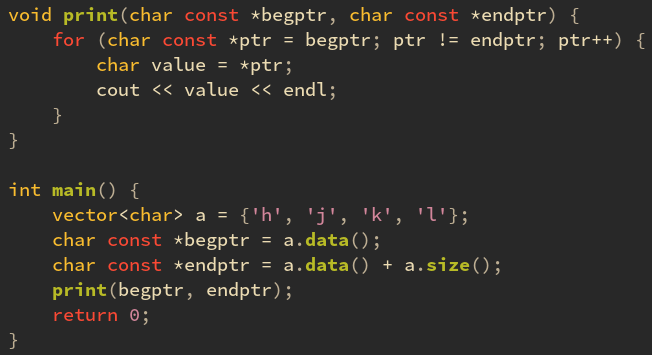 void print(char const *begptr, char const *endptr) {
    for (char const *ptr = begptr; ptr != endptr; ptr++) {
        char value = *ptr;
        cout << value << endl;
    }
}

int main() {
    vector<char> a = {'h', 'j', 'k', 'l'};
    char const *begptr = a.data();
    char const *endptr = a.data() + a.size();
    print(begptr, endptr);
    return 0;
}